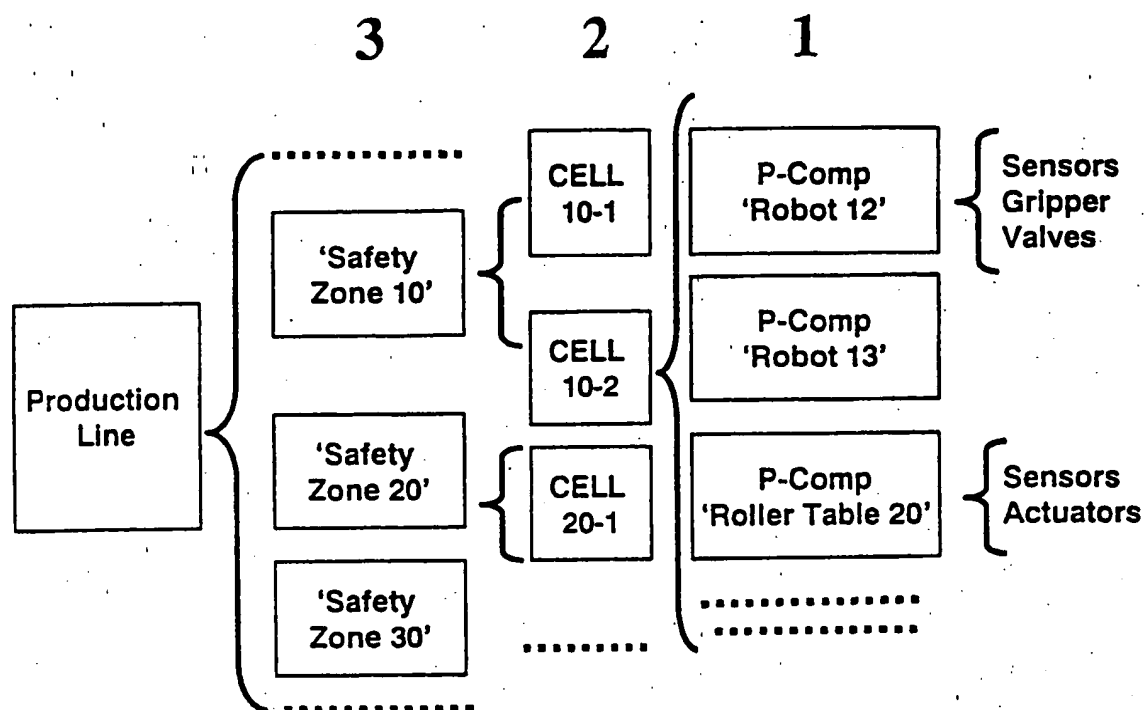 3
2
1
Production
Line
‘Safety
Zone 10’
‘Safety
Zone 20’
‘Safety
Zone 30’
CELL
10-1
CELL
10-2
CELL
20-1
P-Comp
‘Robot 12’
P-Comp
‘Robot 13’
P-Comp
‘Roller Table 20’
Sensors
Gripper
Valves
Sensors
Actuators